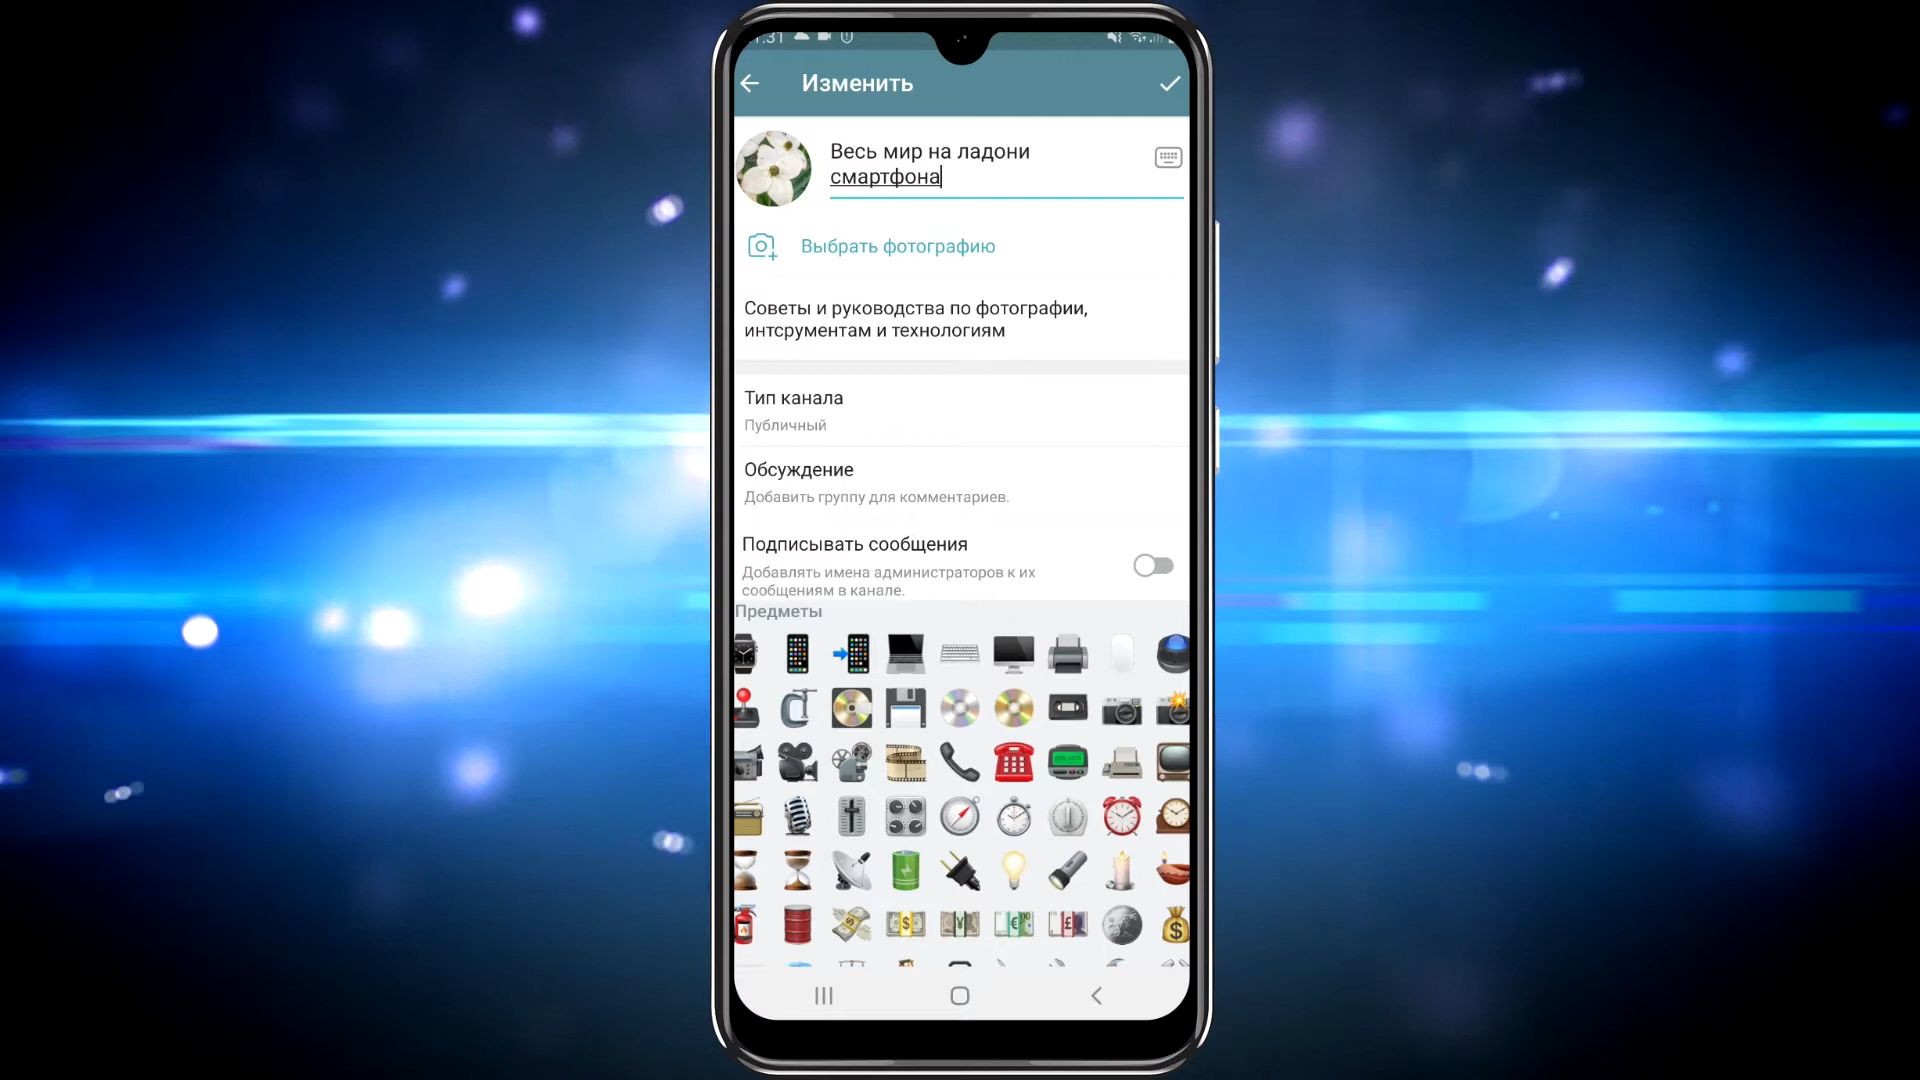 Изменить
Весь мир на ладони
смартфона
Выбрать фотографию
Советы и руководства по фотографии,
интсрументам и технологиям
Тип канала
Публичный
Обсуждение
Добавить группу для комментариев.
Подписывать сообщения
Добавлять имена администраторов к их
сообщениям в канале.
Предметы